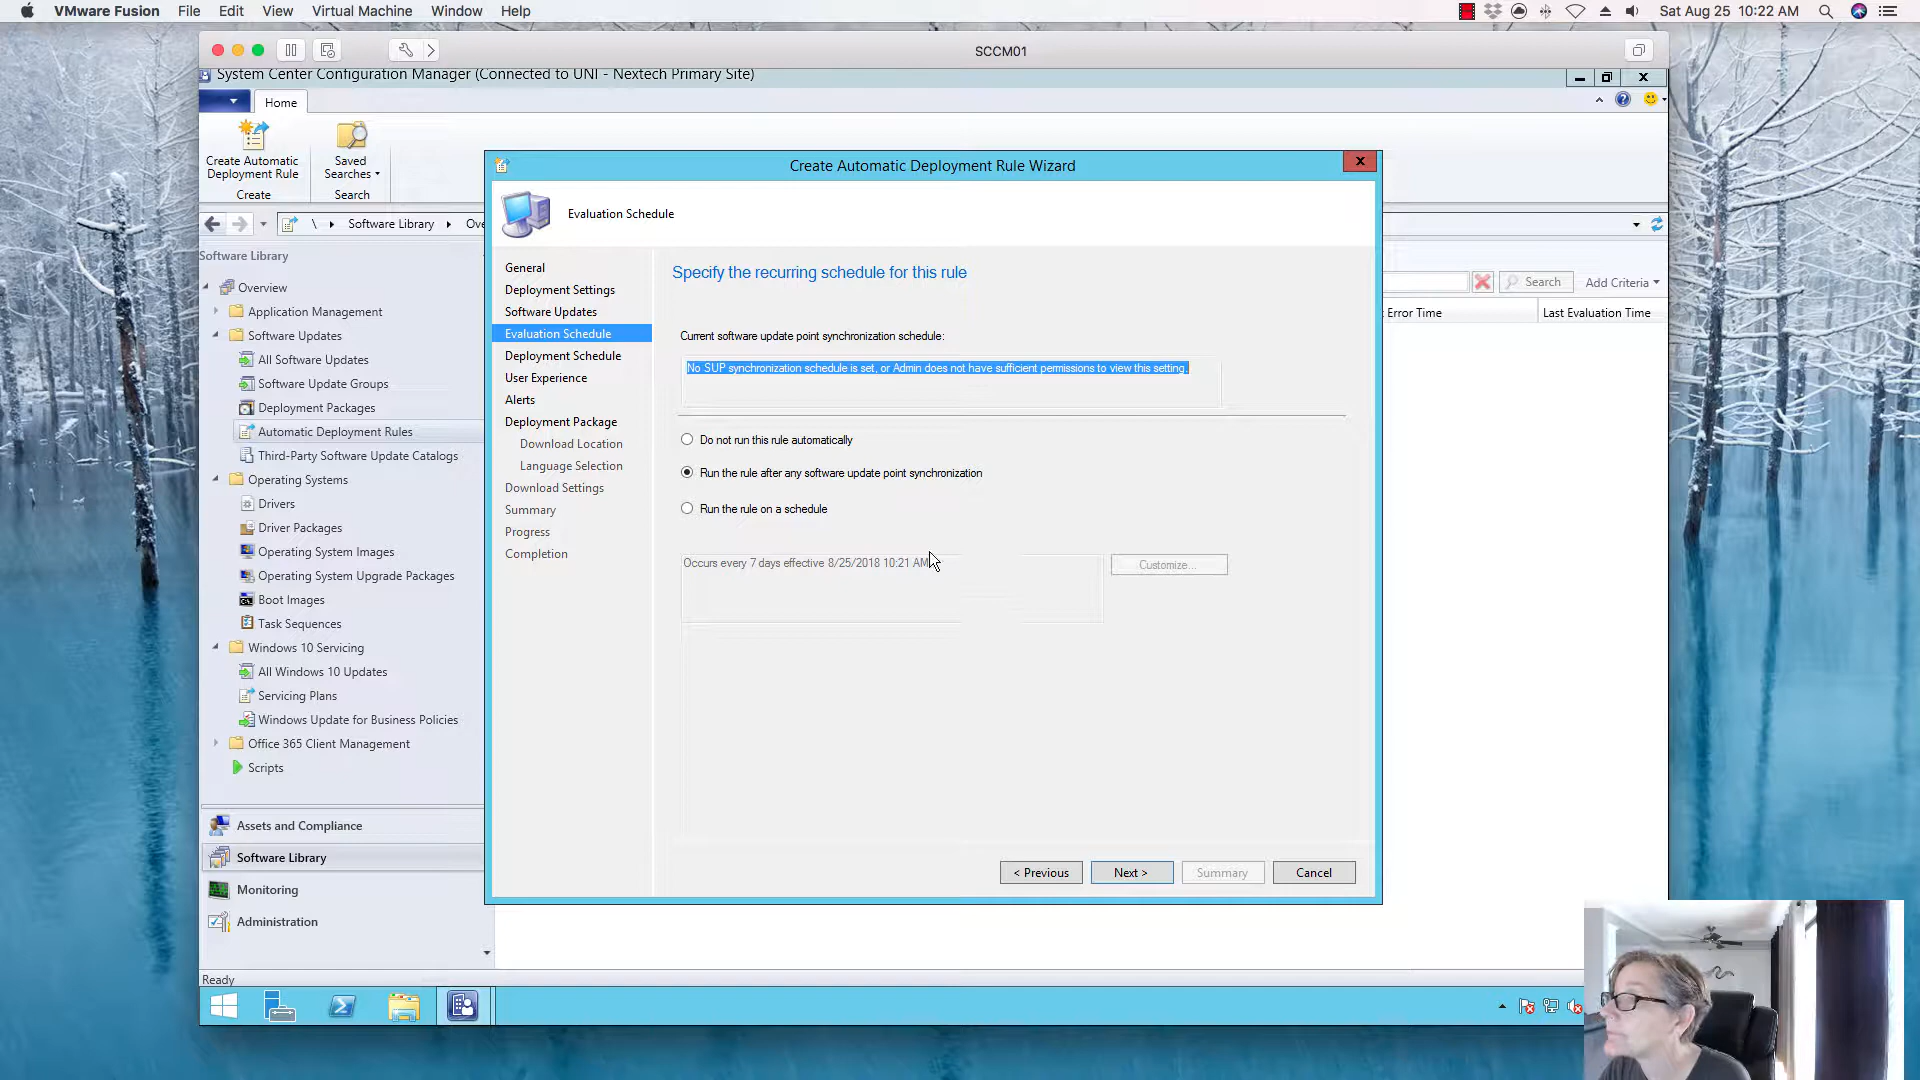 VMware Fusion File Edit View Virtual Machine Window Help
Sat Aug 25 10:22 AM
SCCM01
System Center Configuration Manager (Connected to UNI - Nextech Primary Site)
Home
Create Automatic
Deployment Rule
Saved
Searches
Create
Search
\ Software Library Ove
Software Library
Overview
Application Management
Software Updates
All Software Updates
Software Update Groups
Deployment Packages
Automatic Deployment Rules
Third-Party Software Update Catalogs
Operating Systems
Drivers
Driver Packages
Operating System Images
Operating System Upgrade Packages
Boot Images
Task Sequences
Windows 10 Servicing
All Windows 10 Updates
Servicing Plans
Windows Update for Business Policies
Office 365 Client Management
Scripts
Assets and Compliance
Software Library
Monitoring
Administration
Ready
Create Automatic Deployment Rule Wizard
x
Evaluation Schedule
General
Deployment Settings
Software Updates
Evaluation Schedule
Deployment Schedule
User Experience
Alerts
Deployment Package
Download Location
Language Selection
Download Settings
Summary
Progress
Completion
Specify the recurring schedule for this rule
Current software update point synchronization schedule:
No SUP synchronization schedule is set, or Admin does not have sufficient permissions to view this setting.
Do not run this rule automatically
Run the rule after any software update point synchronization
Run the rule on a schedule
Occurs every 7 days effective 8/25/2018 10:21 AM
Customize...
< Previous
Next >
Summary
Cancel
Search
Add Criteria
Error Time
Last Evaluation Time